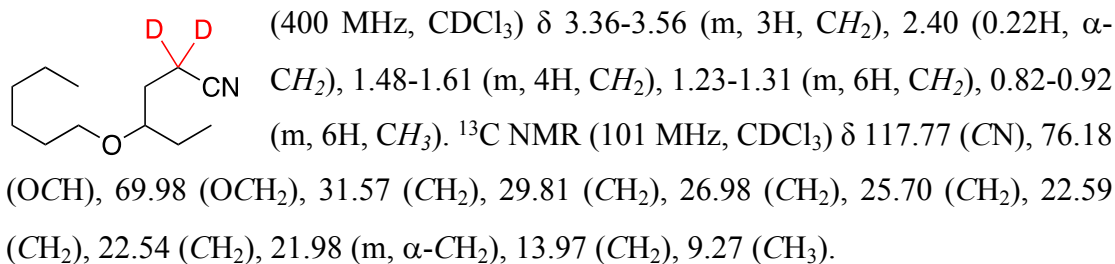 D D
CN
O
(400 MHz, CDCl₃) δ 3.36-3.56 (m, 3H, CH₂), 2.40 (0.22H, α-
CH₂), 1.48-1.61 (m, 4H, CH₂), 1.23-1.31 (m, 6H, CH₂), 0.82-0.92
(m, 6H, CH₃). ¹³C NMR (101 MHz, CDCl₃) δ 117.77 (CN), 76.18
(OCH), 69.98 (OCH₂), 31.57 (CH₂), 29.81 (CH₂), 26.98 (CH₂), 25.70 (CH₂), 22.59
(CH₂), 22.54 (CH₂), 21.98 (m, α-CH₂), 13.97 (CH₂), 9.27 (CH₃).